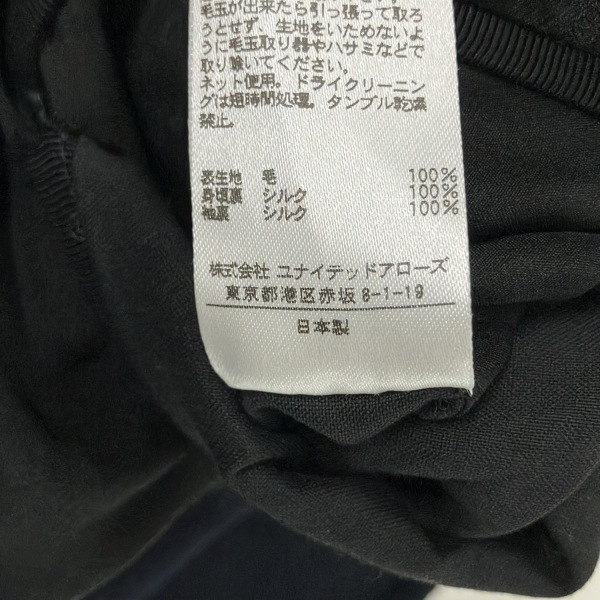 毛玉が出来たら引っ張って取ろ
うとせず、生地をいためないよ
うに毛玉取り器やハサミなどで
取り除いてください。
ネット使用。ドライクリーニン
グは短時間処理。タンブル乾燥
禁止。
表生地 毛 100%
身頃裏 シルク 100%
袖裏 シルク 100%
株式会社 ユナイテッドアローズ
東京都港区赤坂 8-1-19
日本製